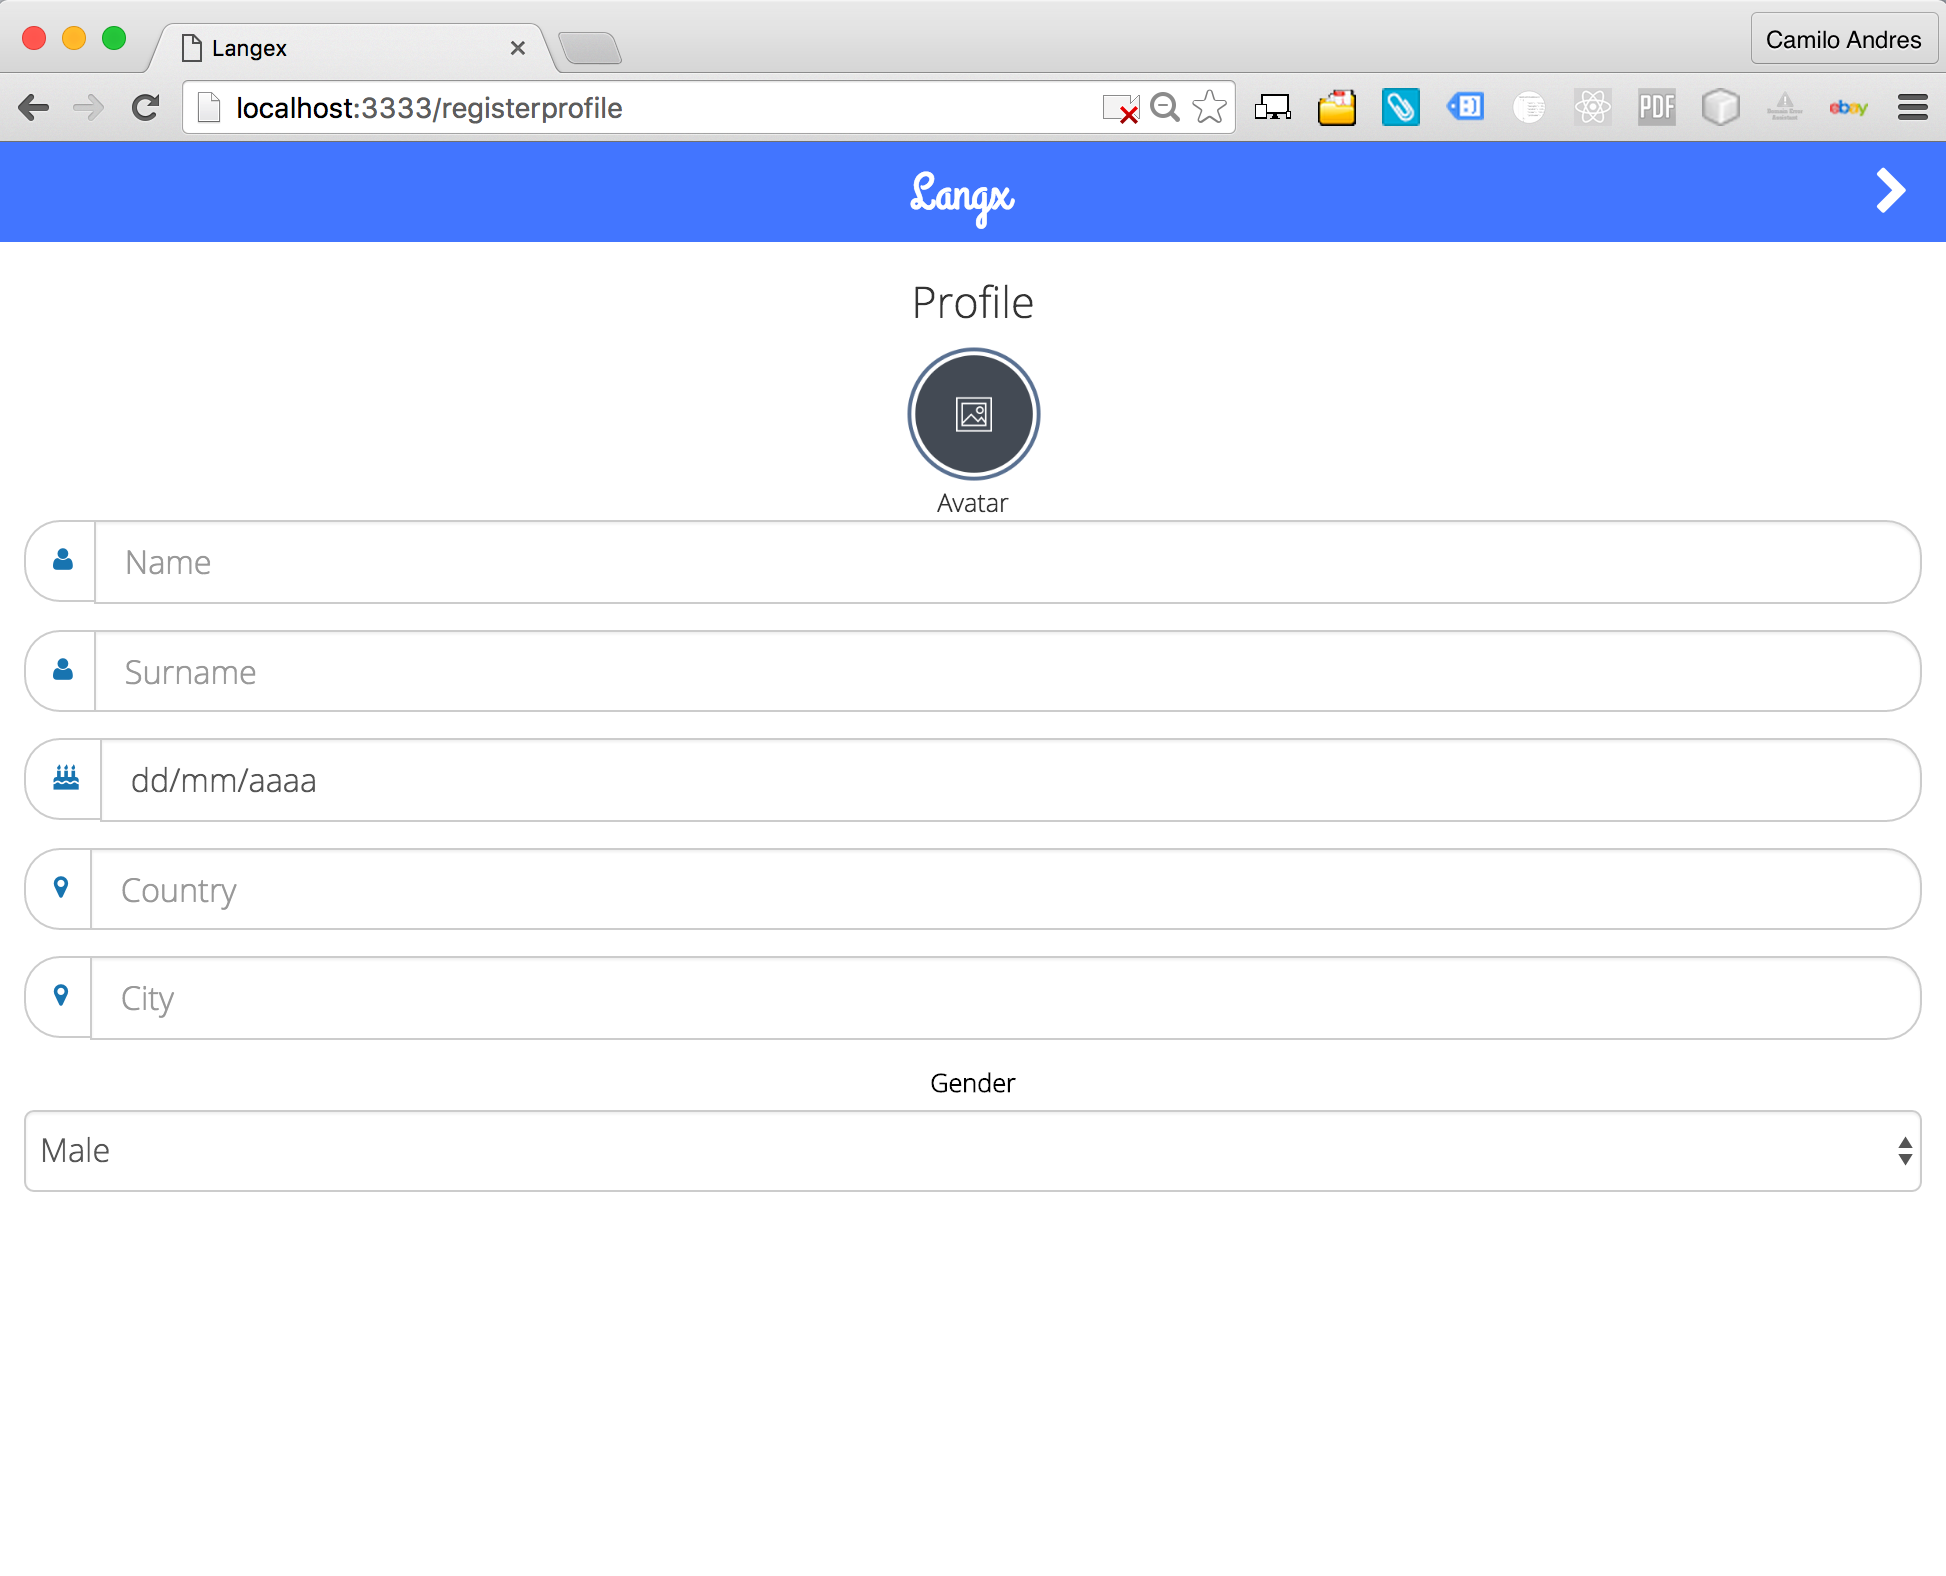 Langex
Camilo Andres
localhost:3333/registerprofile
PDF
ebay
Langx
Profile
Avatar
Name
Surname
dd/mm/aaaa
Country
City
Gender
Male